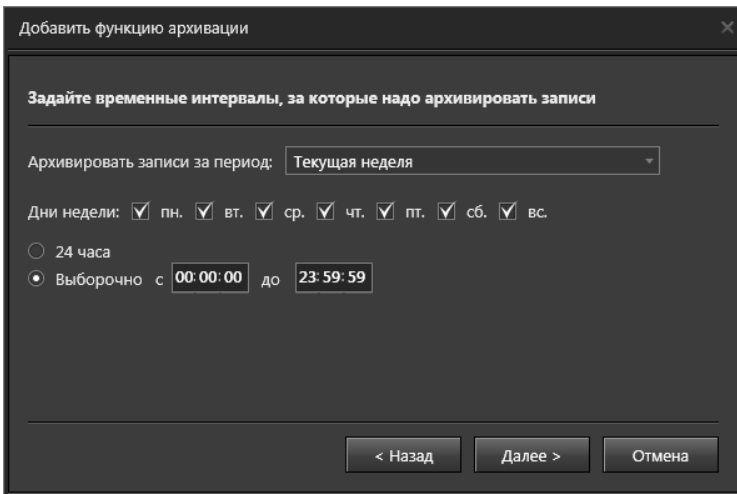 Добавить функцию архивации
Задайте временные интервалы, за которые надо архивировать записи
Архивировать записи за период: Текущая неделя
Дни недели: пн. вт. ср. чт. пт. сб. вс.
24 часа
Выборочно с 00:00:00 до 23:59:59
< Назад Далее > Отмена